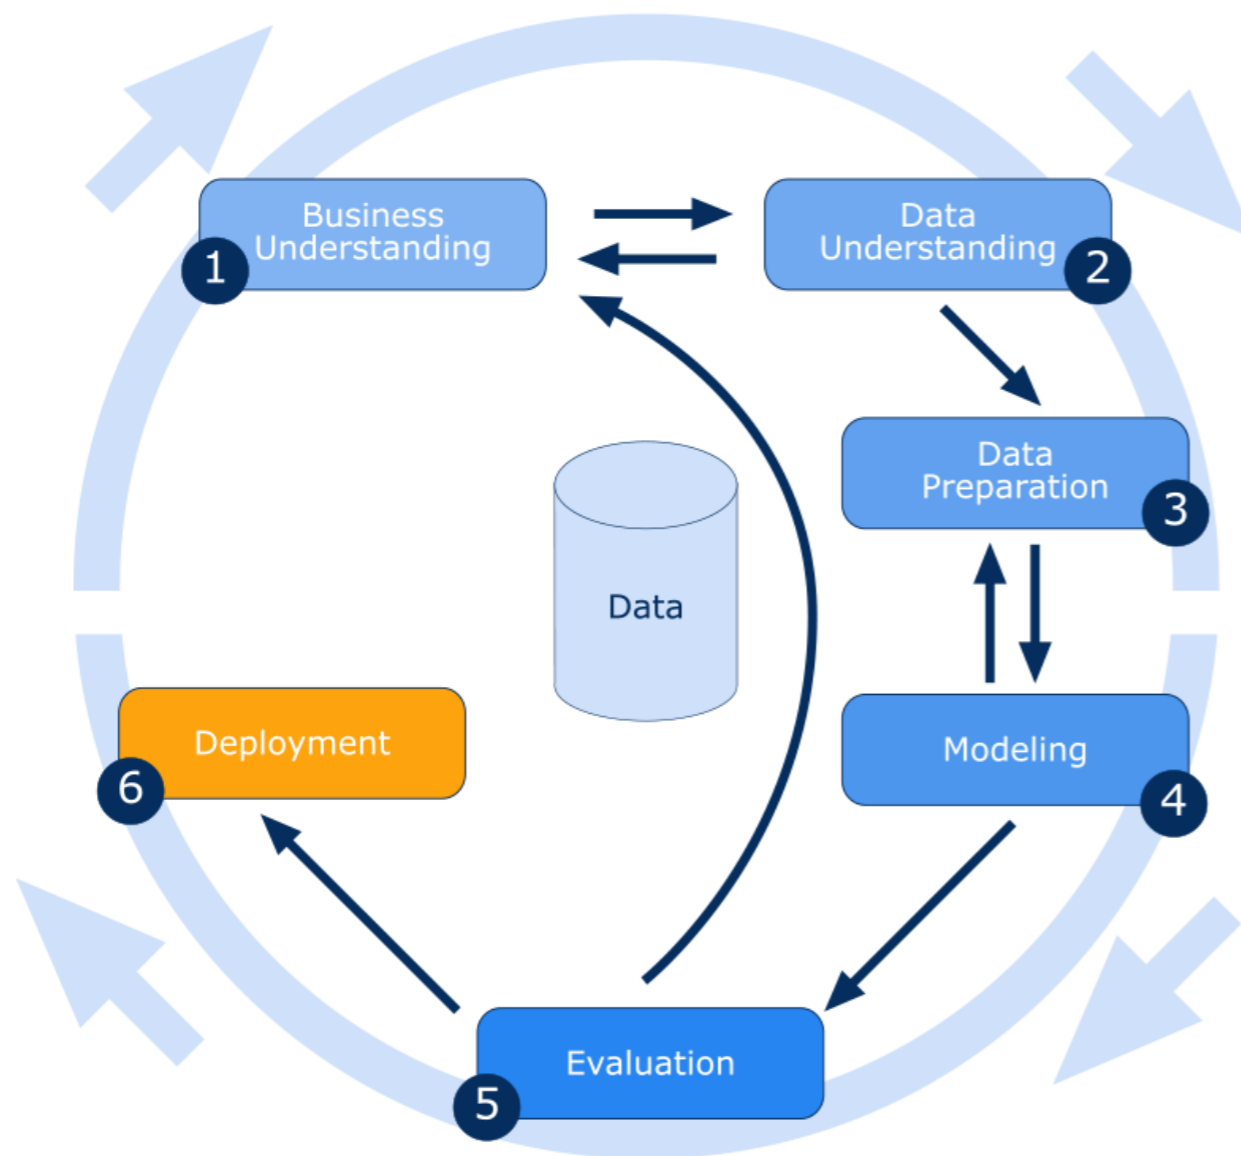 Business
Understanding
1
Data
Understanding
2
Data
Preparation
3
Data
Modeling
4
Deployment
6
Evaluation
5